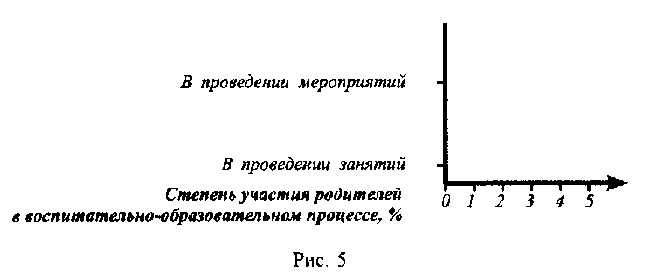 В проведении мероприятий
В проведении занятий
Степень участия родителей
в воспитательно-образовательном процессе, %
0 1 2 3 4 5
Рис. 5